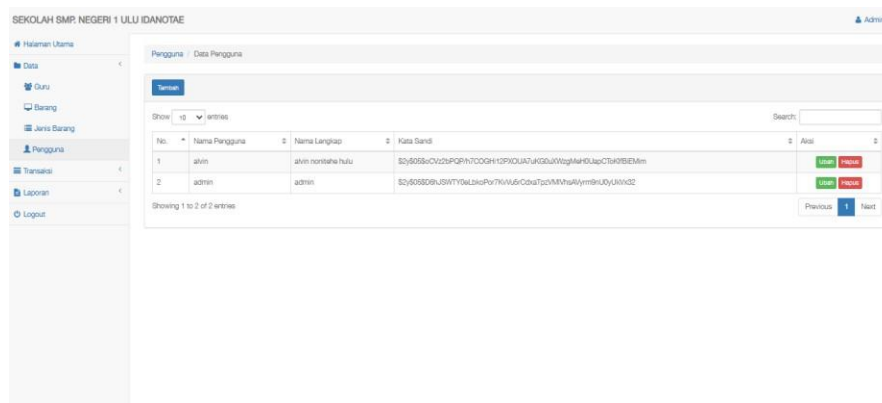 SEKOLAH SMP. NEGERI 1 ULU IDANOTAE
Admin
Halaman Utama
Data
Guru
Barang
Jenis Barang
Pengguna
Transaksi
Laporan
Logout
Pengguna / Data Pengguna
Tambah
Show 10 entries
Search:
No. Nama Pengguna Nama Lengkap Kata Sandi Aksi
1 alvin alvin nonitehe hulu Ubah Hapus
2 admin admin Ubah Hapus
Showing 1 to 2 of 2 entries
Previous 1 Next